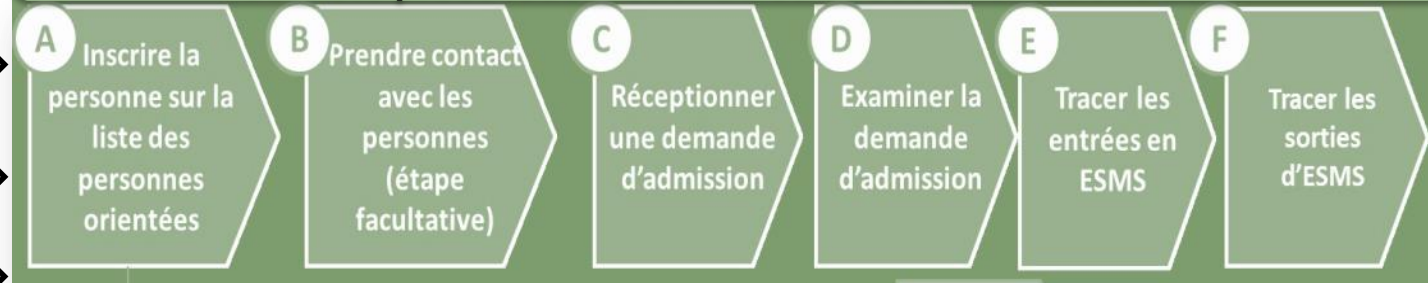 A
Inscrire la
personne sur la
liste des
personnes
orientées
B
Prendre contact
avec les
personnes
(étape
facultative)
C
Réceptionner
une demande
d'admission
D
Examiner la
demande
d'admission
E
Tracer les
entrées en
ESMS
F
Tracer les
sorties
d'ESMS